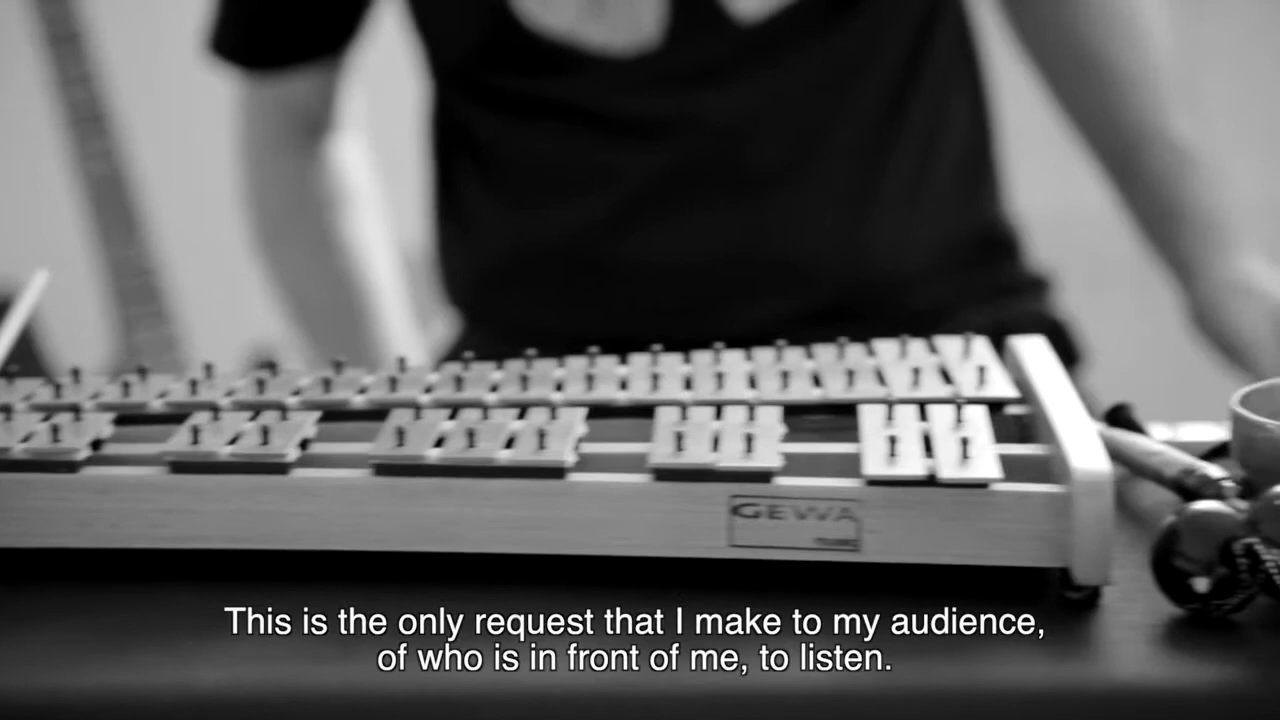 GEWA
This is the only request that I make to my audience,
of who is in front of me, to listen.